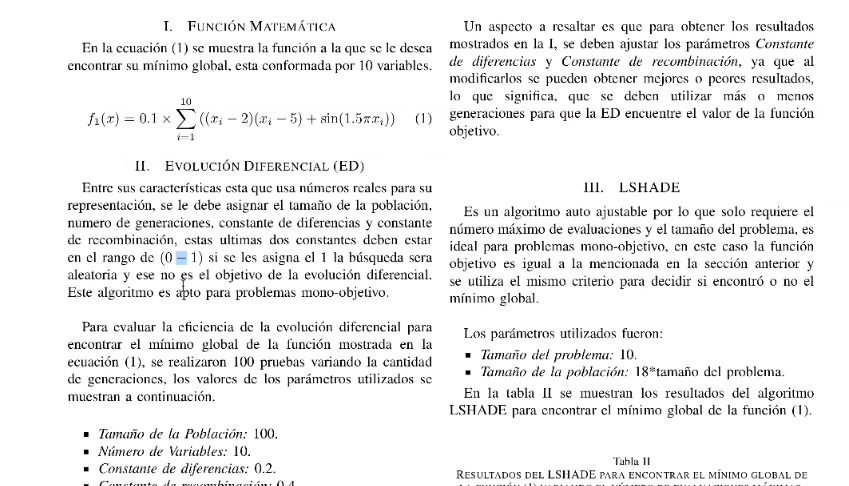 I. FUNCIÓN MATEMÁTICA
En la ecuación (1) se muestra la función a la que se le desea
encontrar su mínimo global, esta conformada por 10 variables.
f₁(x) = 0.1 × ∑_{i=1}^{10} ((xᵢ − 2)(xᵢ − 5) + sin(1.5πxᵢ)) (1)
II. EVOLUCIÓN DIFERENCIAL (ED)
Entre sus características esta que usa números reales para su
representación, se le debe asignar el tamaño de la población,
numero de generaciones, constante de diferencias y constante
de recombinación, estas ultimas dos constantes deben estar
en el rango de (0 − 1) si se les asigna el 1 la búsqueda sera
aleatoria y ese no es el objetivo de la evolución diferencial.
Este algoritmo es apto para problemas mono-objetivo.
Para evaluar la eficiencia de la evolución diferencial para
encontrar el mínimo global de la función mostrada en la
ecuación (1), se realizaron 100 pruebas variando la cantidad
de generaciones, los valores de los parámetros utilizados se
muestran a continuación.
▪ Tamaño de la Población: 100.
▪ Número de Variables: 10.
▪ Constante de diferencias: 0.2.
▪ Constante de recombinación: 0.4
Un aspecto a resaltar es que para obtener los resultados
mostrados en la I, se deben ajustar los parámetros Constante
de diferencias y Constante de recombinación, ya que al
modificarlos se pueden obtener mejores o peores resultados,
lo que significa, que se deben utilizar más o menos
generaciones para que la ED encuentre el valor de la función
objetivo.
III. LSHADE
Es un algoritmo auto ajustable por lo que solo requiere el
número máximo de evaluaciones y el tamaño del problema, es
ideal para problemas mono-objetivo, en este caso la función
objetivo es igual a la mencionada en la sección anterior y
se utiliza el mismo criterio para decidir si encontró o no el
mínimo global.
Los parámetros utilizados fueron:
▪ Tamaño del problema: 10.
▪ Tamaño de la población: 18*tamaño del problema.
En la tabla II se muestran los resultados del algoritmo
LSHADE para encontrar el mínimo global de la función (1).
Tabla II
RESULTADOS DEL LSHADE PARA ENCONTRAR EL MÍNIMO GLOBAL DE